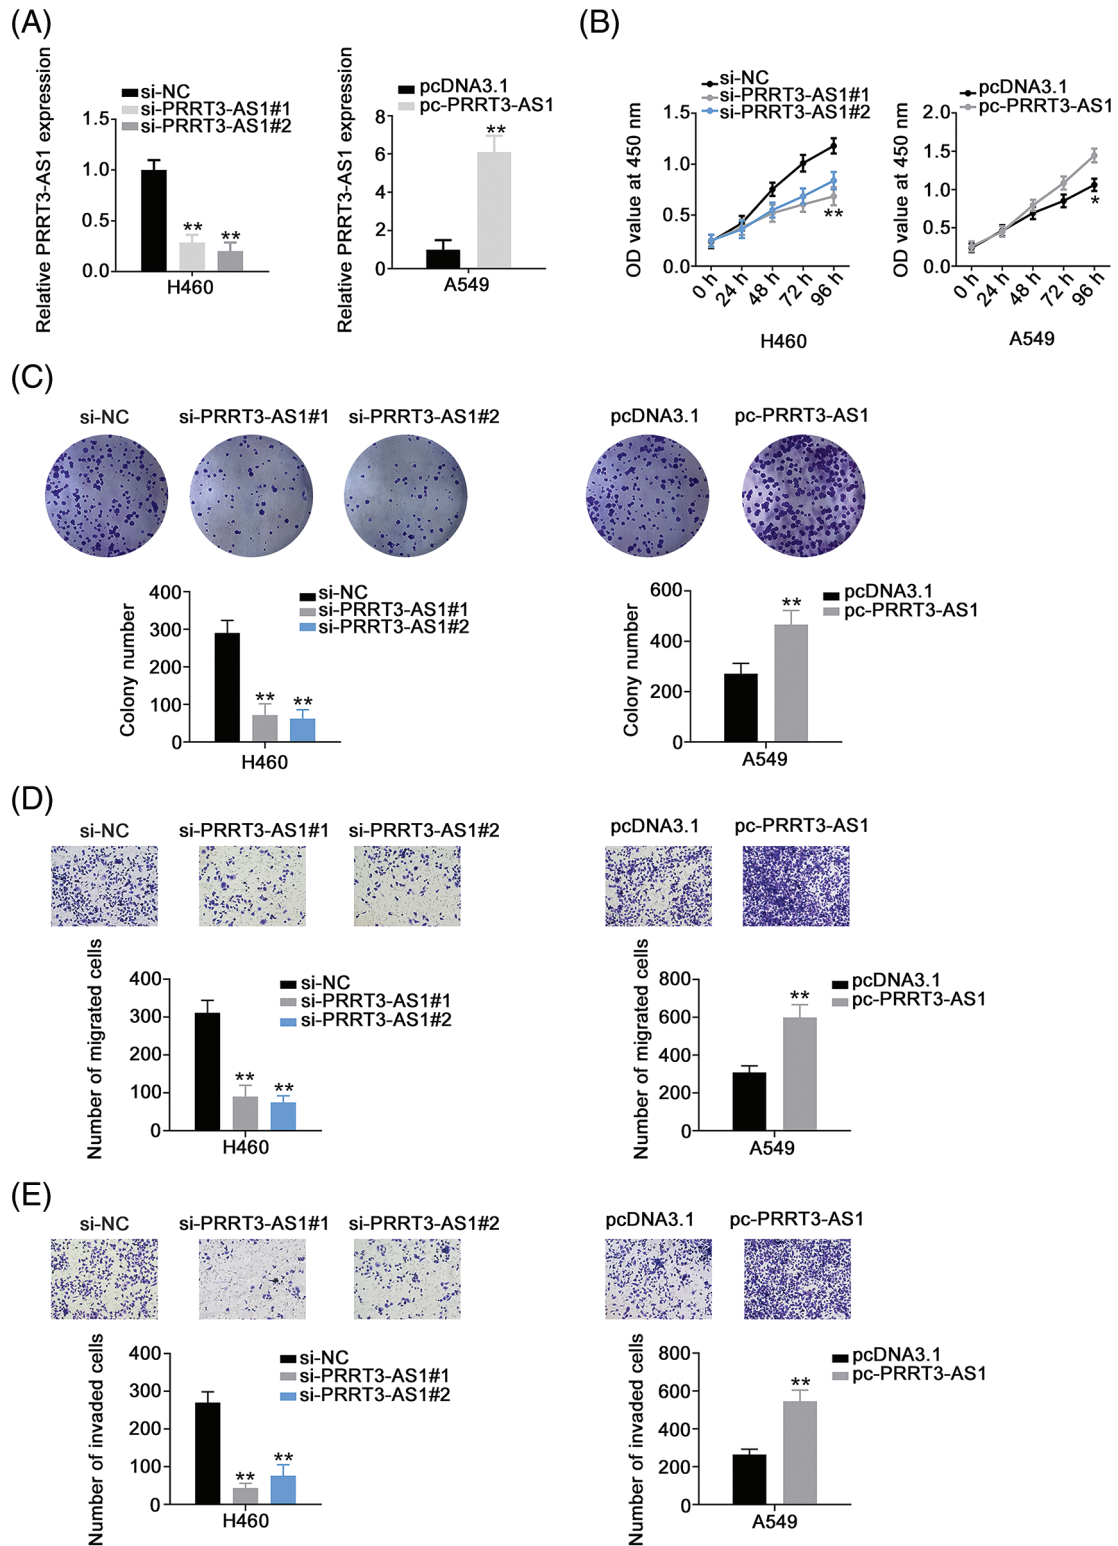 (A)
Relative PRRT3-AS1 expression
si-NC
si-PRRT3-AS1#1
si-PRRT3-AS1#2
1.5
1.0
0.5
0.0
**
**
H460
Relative PRRT3-AS1 expression
pcDNA3.1
pc-PRRT3-AS1
8
6
4
2
0
**
A549
(B)
OD value at 450 nm
si-NC
si-PRRT3-AS1#1
si-PRRT3-AS1#2
1.5
1.0
0.5
0.0
**
0 h
24 h
48 h
72 h
96 h
H460
OD value at 450 nm
pcDNA3.1
pc-PRRT3-AS1
2.0
1.5
1.0
0.5
0.0
*
0 h
24 h
48 h
72 h
96 h
A549
(C)
si-NC
si-PRRT3-AS1#1
si-PRRT3-AS1#2
pcDNA3.1
pc-PRRT3-AS1
Colony number
400
300
200
100
0
si-NC
si-PRRT3-AS1#1
si-PRRT3-AS1#2
**
**
H460
Colony number
600
400
200
0
pcDNA3.1
pc-PRRT3-AS1
**
A549
(D)
si-NC
si-PRRT3-AS1#1
si-PRRT3-AS1#2
pcDNA3.1
pc-PRRT3-AS1
Number of migrated cells
400
300
200
100
0
si-NC
si-PRRT3-AS1#1
si-PRRT3-AS1#2
**
**
H460
Number of migrated cells
800
600
400
200
0
pcDNA3.1
pc-PRRT3-AS1
**
A549
(E)
si-NC
si-PRRT3-AS1#1
si-PRRT3-AS1#2
pcDNA3.1
pc-PRRT3-AS1
Number of invaded cells
400
300
200
100
0
si-NC
si-PRRT3-AS1#1
si-PRRT3-AS1#2
**
**
H460
Number of invaded cells
800
600
400
200
0
pcDNA3.1
pc-PRRT3-AS1
**
A549